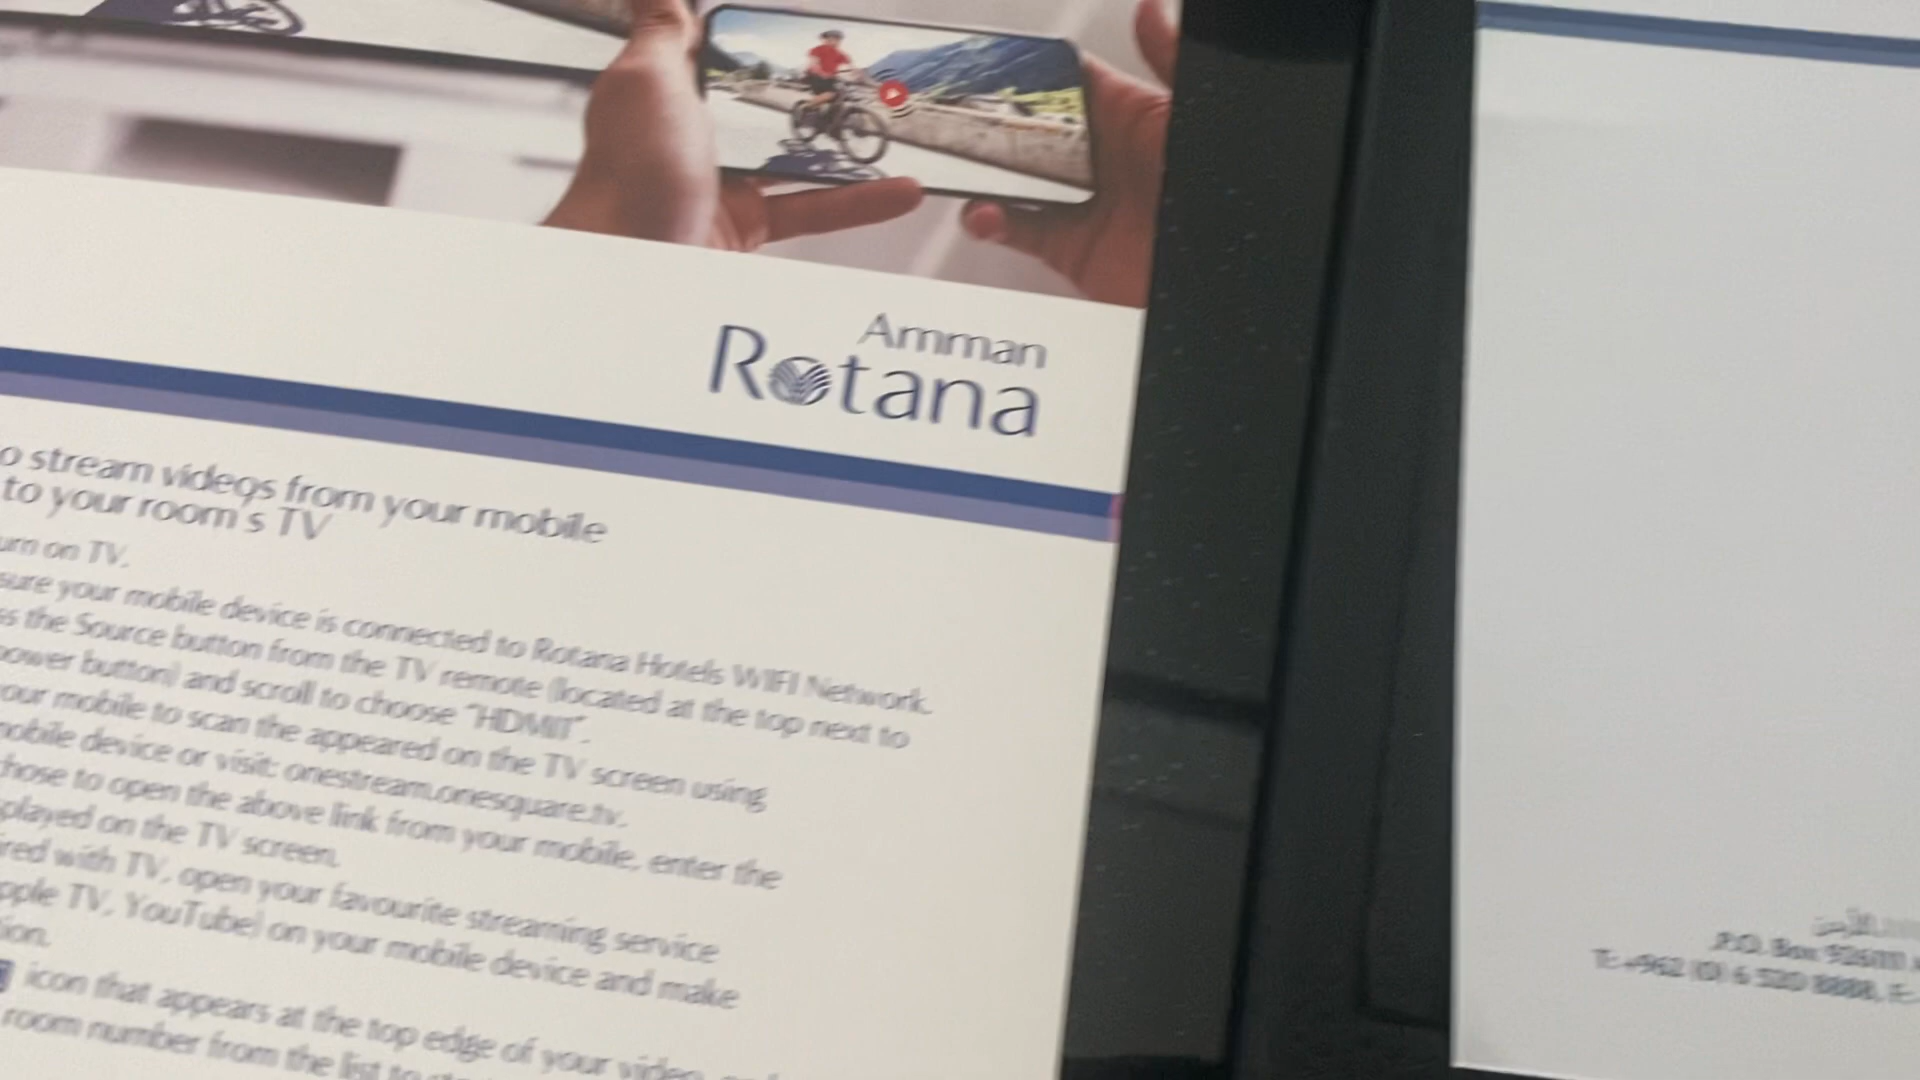 Amman
Rotana
o stream videos from your mobile
to your room's TV
urn on TV.
sure your mobile device is connected to Rotana Hotels WIFI Network.
ss the Source button from the TV remote (located at the top next to
power button) and scroll to choose "HDMI1".
our mobile to scan the appeared on the TV screen using
mobile device or visit: onestream.onesquare.tv.
hose to open the above link from your mobile, enter the
splayed on the TV screen.
ired with TV, open your favourite streaming service
pple TV, YouTube) on your mobile device and make
tion.
icon that appears at the top edge of your video
room number from the list to
الأردن
P.O. Box
T: +962 (0) 6 520 8888, F: